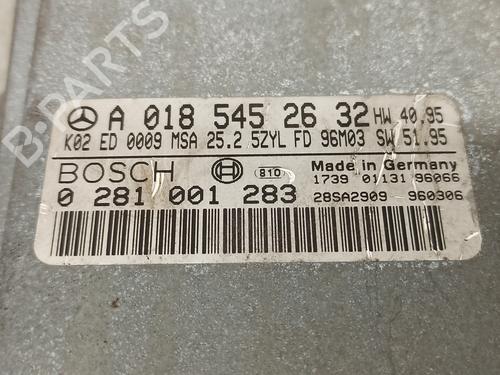 A 018 545 26 32 HW 40.95
K02 ED 0009 MSA 25.2 5ZYL FD 96M03 SW 51.95
BOSCH 810 Made in Germany
1739 01131 96066
0 281 001 283 28SA2909 960306
B-PARTS